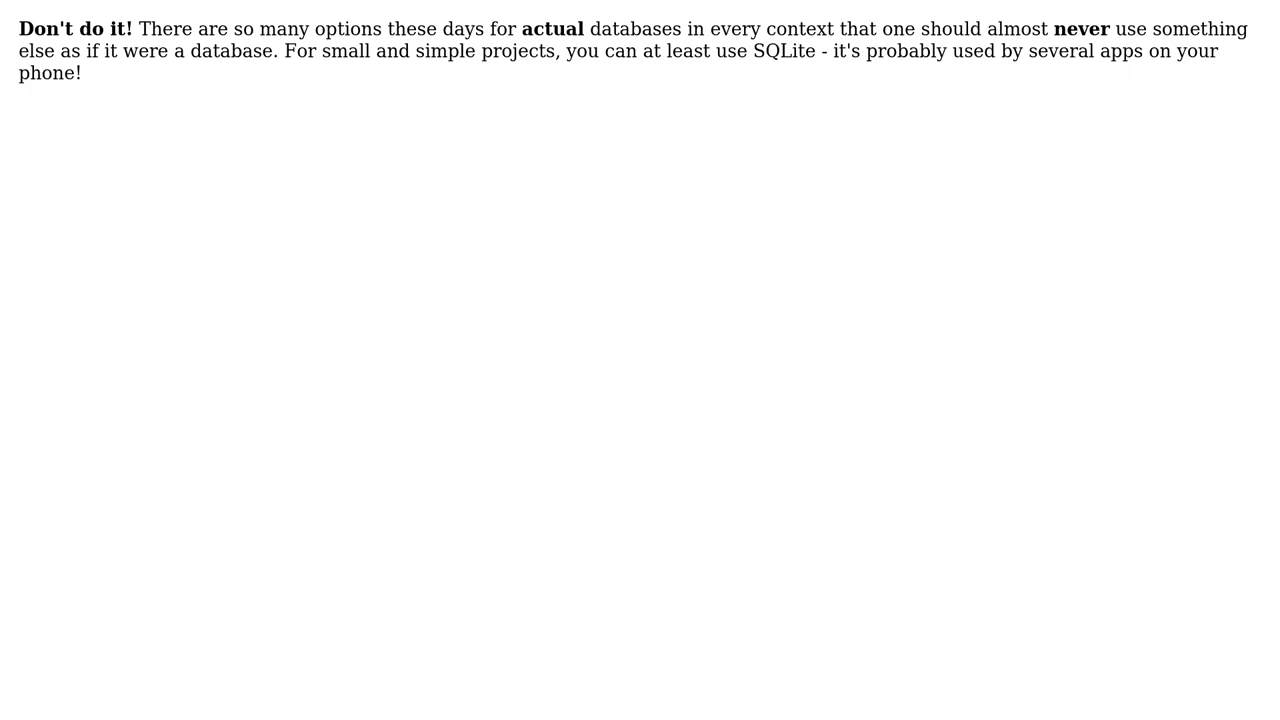 Don't do it! There are so many options these days for actual databases in every context that one should almost never use something
else as if it were a database. For small and simple projects, you can at least use SQLite - it's probably used by several apps on your
phone!